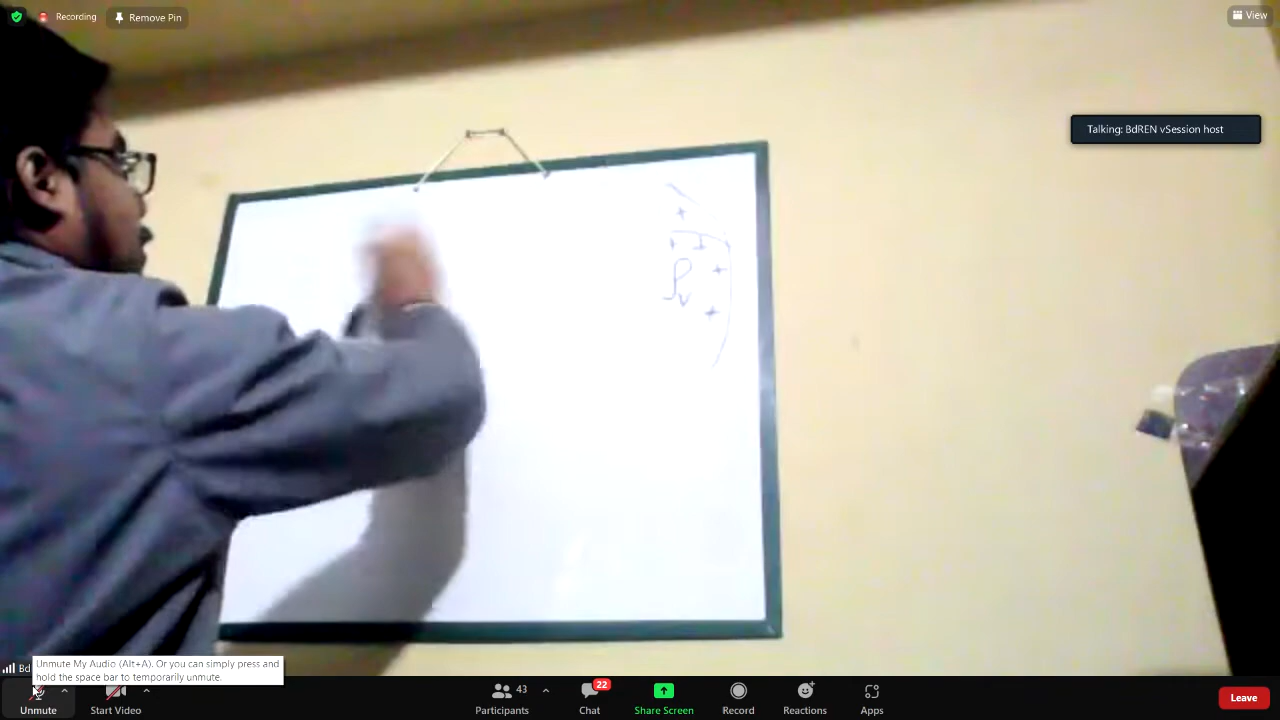 Recording
Remove Pin
View
Talking: BdREN vSession host
+
+ +
ρv +
+
Bd
Unmute My Audio (Alt+A). Or you can simply press and
hold the space bar to temporarily unmute.
Unmute
Start Video
43
Participants
22
Chat
Share Screen
Record
Reactions
Apps
Leave